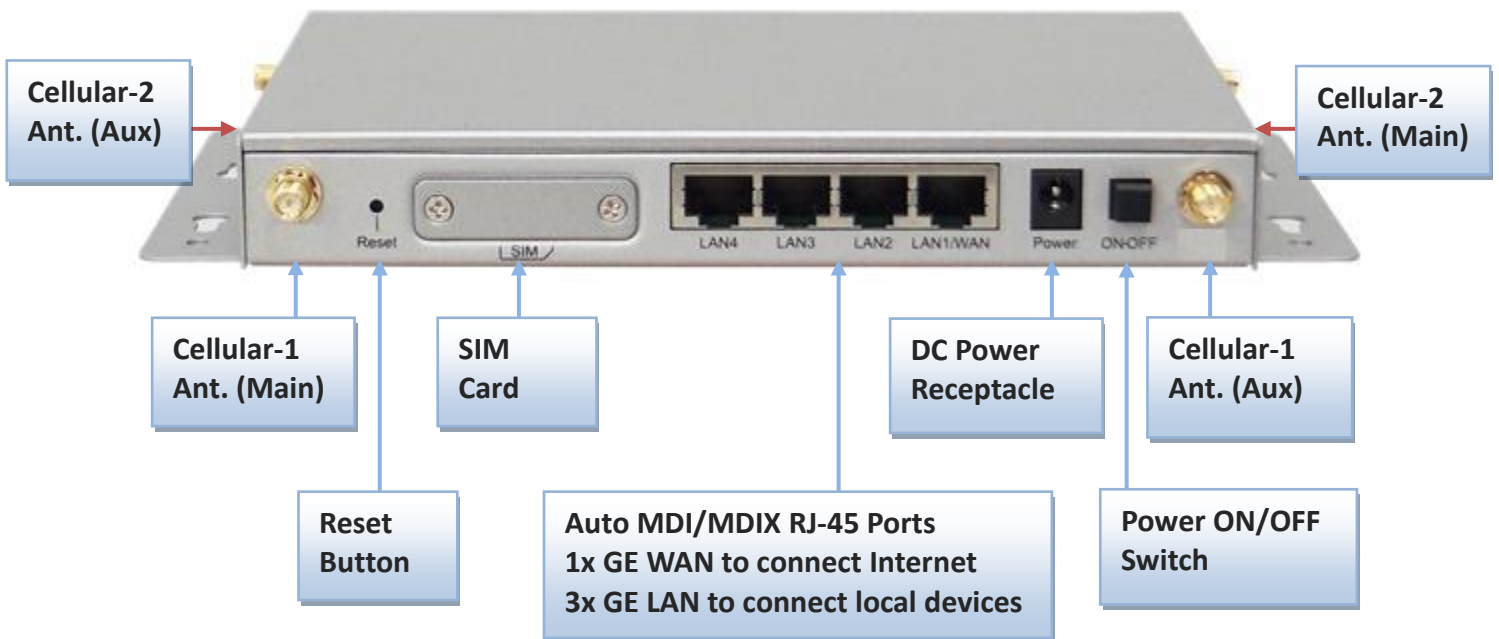 Cellular-2
Ant. (Aux)
Cellular-2
Ant. (Main)
Reset
SIM
LAN4
LAN3
LAN2
LAN1/WAN
Power
ON-OFF
Cellular-1
Ant. (Main)
SIM
Card
DC Power
Receptacle
Cellular-1
Ant. (Aux)
Reset
Button
Auto MDI/MDIX RJ-45 Ports
1x GE WAN to connect Internet
3x GE LAN to connect local devices
Power ON/OFF
Switch